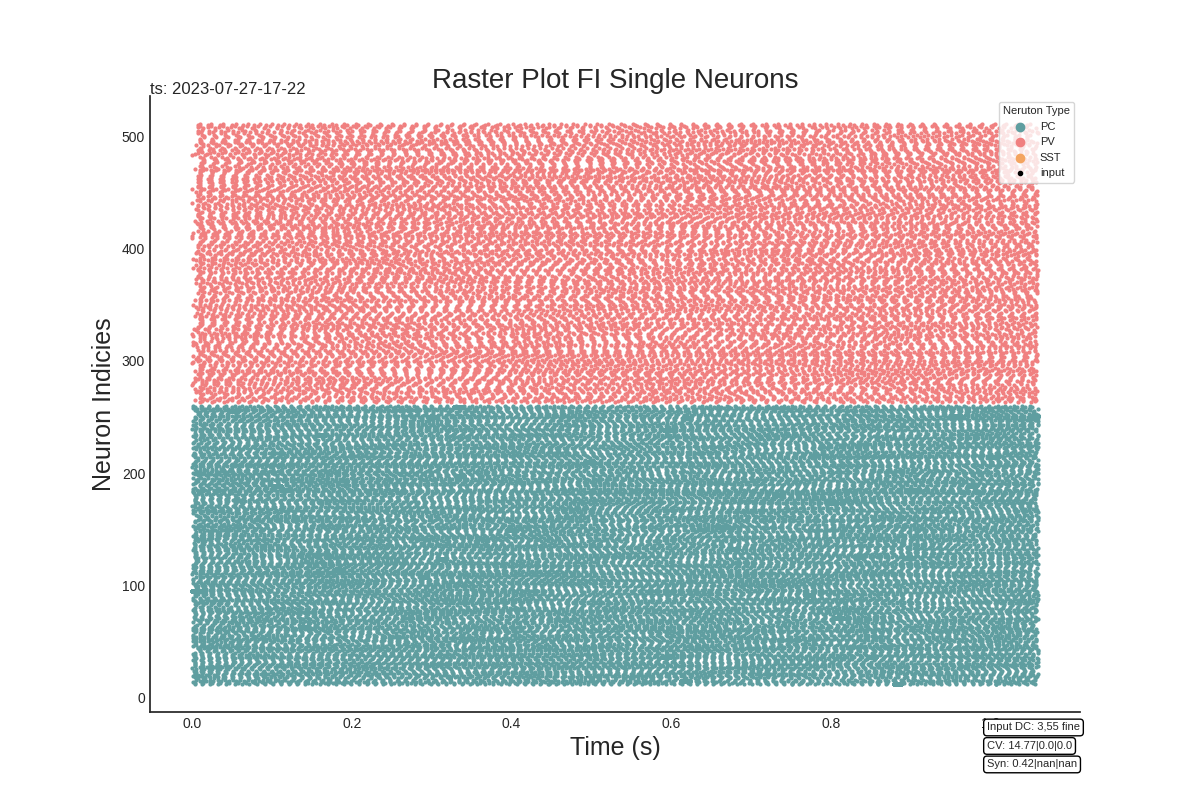 Raster Plot FI Single Neurons
ts: 2023-07-27-17-22
Neruton Type
PC
PV
SST
input
500
400
300
200
100
0
Neuron Indicies
0.0 0.2 0.4 0.6 0.8
Time (s)
Input DC: 3,55 fine
CV: 14.77|0.0|0.0
Syn: 0.42|nan|nan